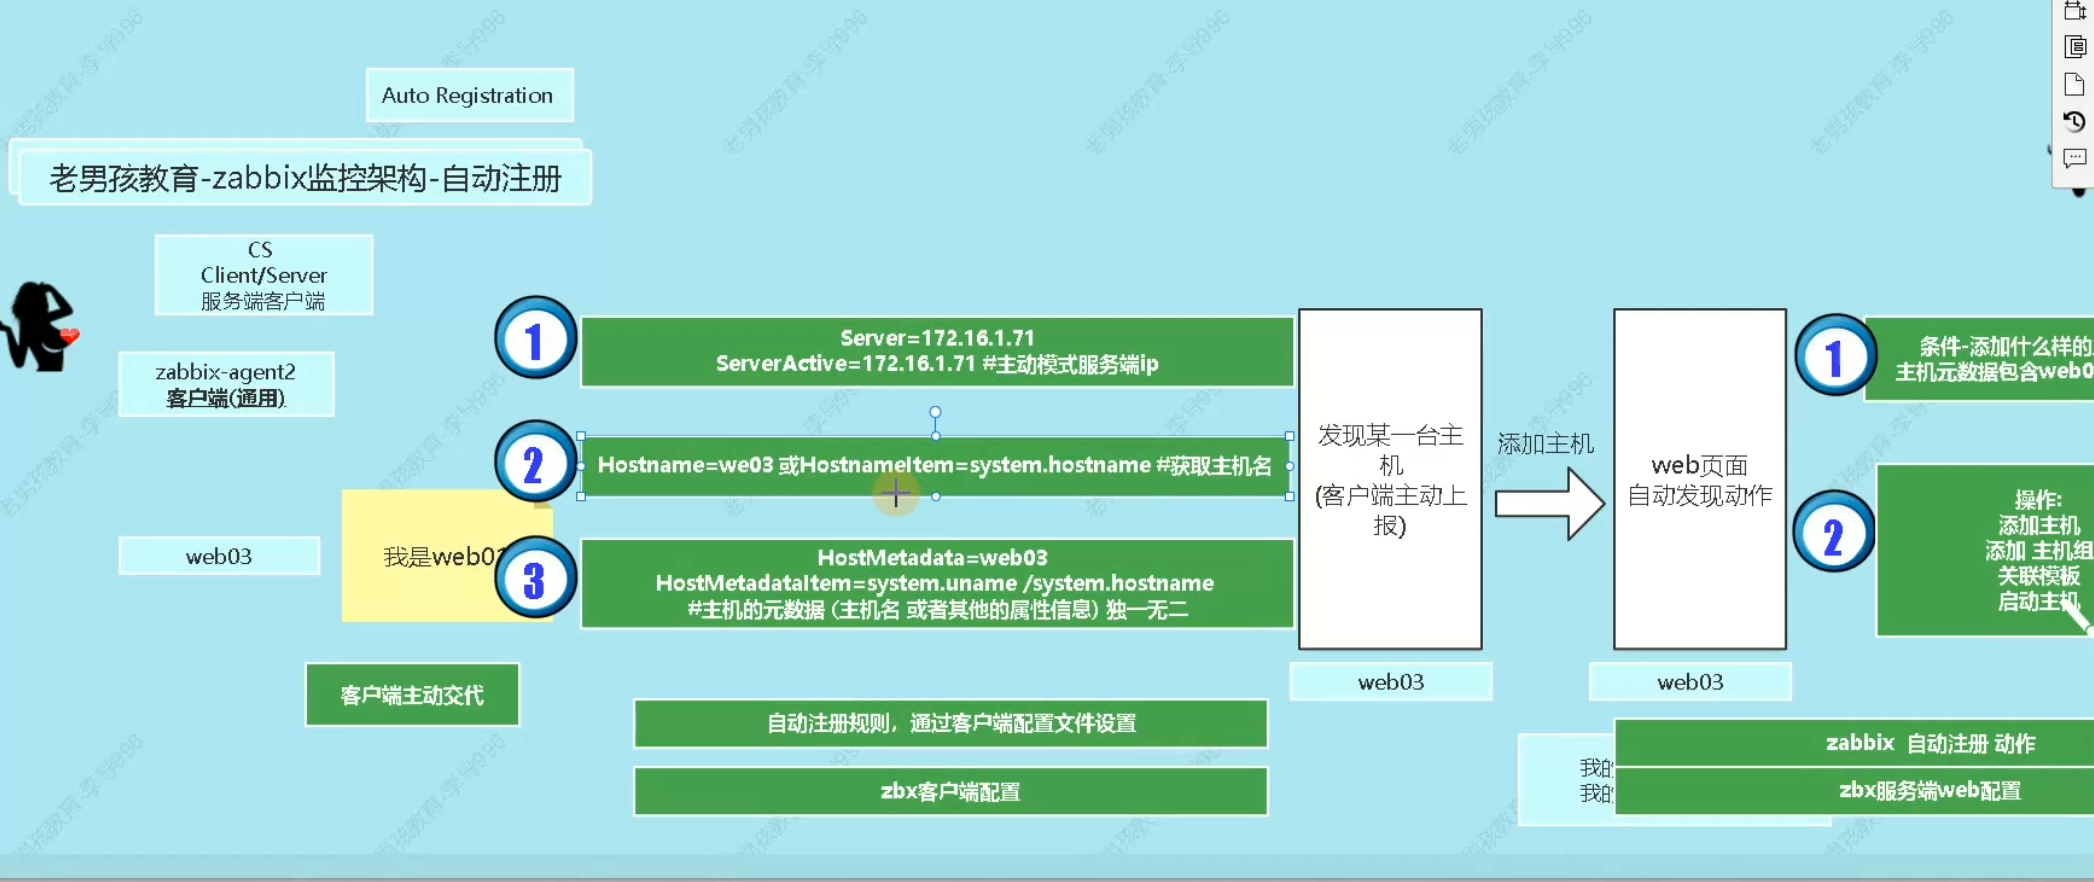 Auto Registration
老男孩教育-zabbix监控架构-自动注册
CS
Client/Server
服务端客户端
zabbix-agent2
客户端(通用)
web03
我是web01
客户端主动交代
1
Server=172.16.1.71
ServerActive=172.16.1.71 #主动模式服务端ip
2
Hostname=we03 或HostnameItem=system.hostname #获取主机名
3
HostMetadata=web03
HostMetadataItem=system.uname /system.hostname
#主机的元数据 (主机名 或者其他的属性信息) 独一无二
自动注册规则，通过客户端配置文件设置
zbx客户端配置
发现某一台主
机
(客户端主动上
报)
web03
添加主机
web页面
自动发现动作
web03
1
条件-添加什么样的
主机元数据包含web0
2
操作:
添加主机
添加 主机组
关联模板
启动主机
我的
我的
zabbix 自动注册 动作
zbx服务端web配置
老男孩教育-李导996